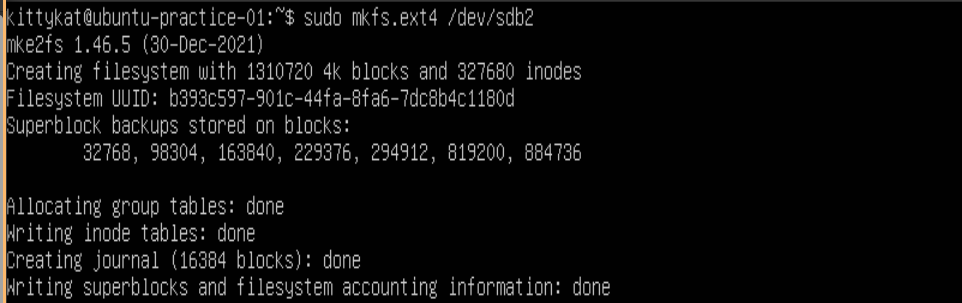 kittykat@ubuntu-practice-01:~$ sudo mkfs.ext4 /dev/sdb2
mke2fs 1.46.5 (30-Dec-2021)
Creating filesystem with 1310720 4k blocks and 327680 inodes
Filesystem UUID: b393c597-901c-44fa-8fa6-7dc8b4c1180d
Superblock backups stored on blocks:
        32768, 98304, 163840, 229376, 294912, 819200, 884736

Allocating group tables: done
Writing inode tables: done
Creating journal (16384 blocks): done
Writing superblocks and filesystem accounting information: done